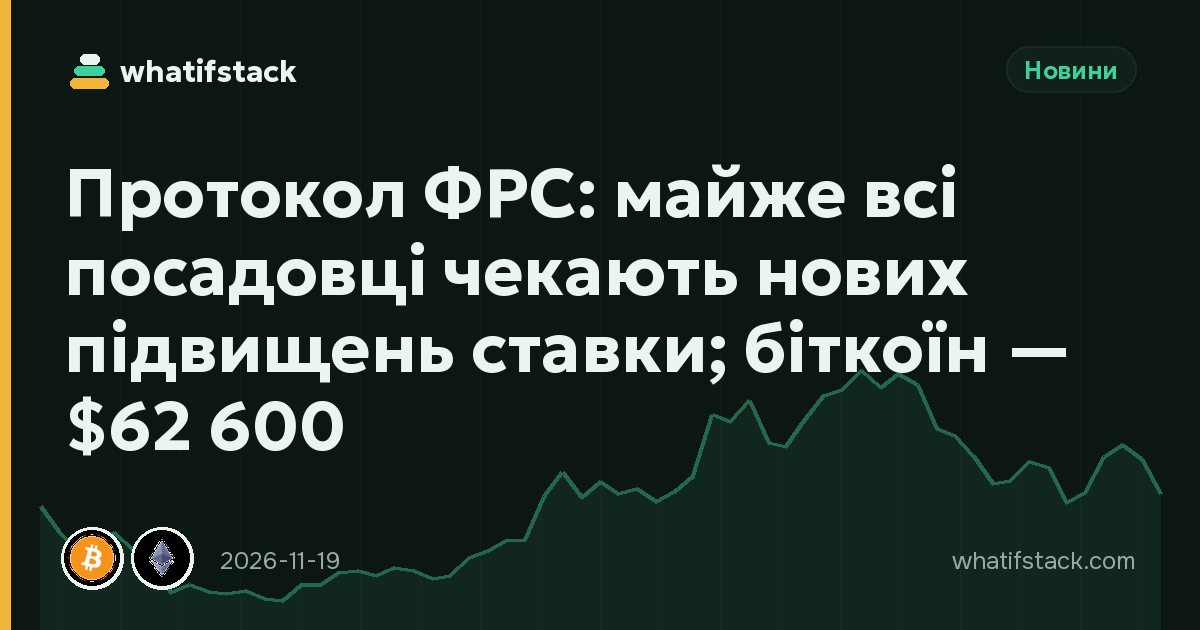 whatifstack
Новини
Протокол ФРС: майже всі
посадовці чекають нових
підвищень ставки; біткоїн —
$62 600
2026-11-19
whatifstack.com